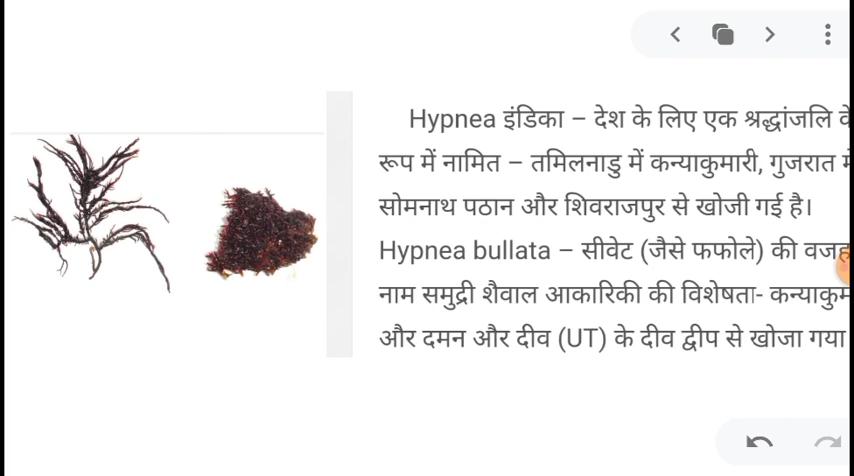 Hypnea इंडिका – देश के लिए एक श्रद्धांजलि के
रूप में नामित – तमिलनाडु में कन्याकुमारी, गुजरात में
सोमनाथ पठान और शिवराजपुर से खोजी गई है।
Hypnea bullata – सीवेट (जैसे फफोले) की वजह
नाम समुद्री शैवाल आकारिकी की विशेषता- कन्याकुम
और दमन और दीव (UT) के दीव द्वीप से खोजा गया